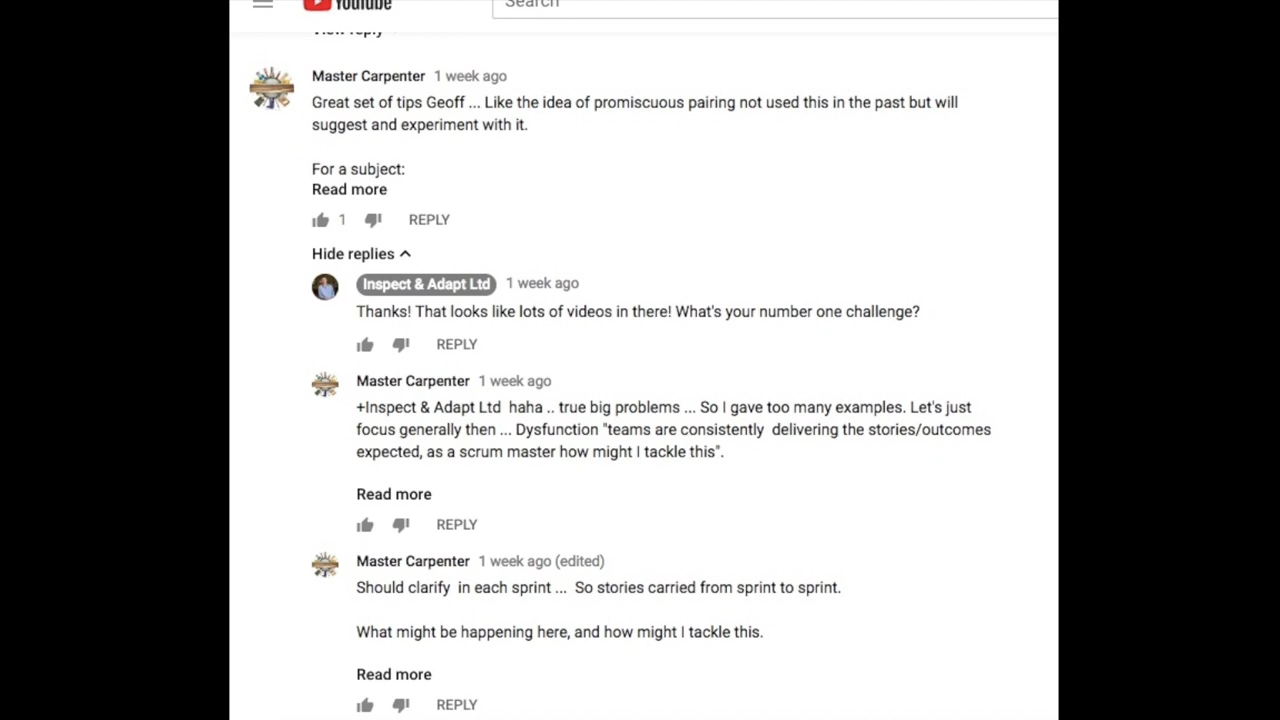 YouTube
Search
View reply
Master Carpenter 1 week ago
Great set of tips Geoff ... Like the idea of promiscuous pairing not used this in the past but will
suggest and experiment with it.
For a subject:
Read more
1 REPLY
Hide replies
Inspect & Adapt Ltd 1 week ago
Thanks! That looks like lots of videos in there! What's your number one challenge?
REPLY
Master Carpenter 1 week ago
+Inspect & Adapt Ltd haha .. true big problems ... So I gave too many examples. Let's just
focus generally then ... Dysfunction "teams are consistently delivering the stories/outcomes
expected, as a scrum master how might I tackle this".
Read more
REPLY
Master Carpenter 1 week ago (edited)
Should clarify in each sprint ... So stories carried from sprint to sprint.
What might be happening here, and how might I tackle this.
Read more
REPLY